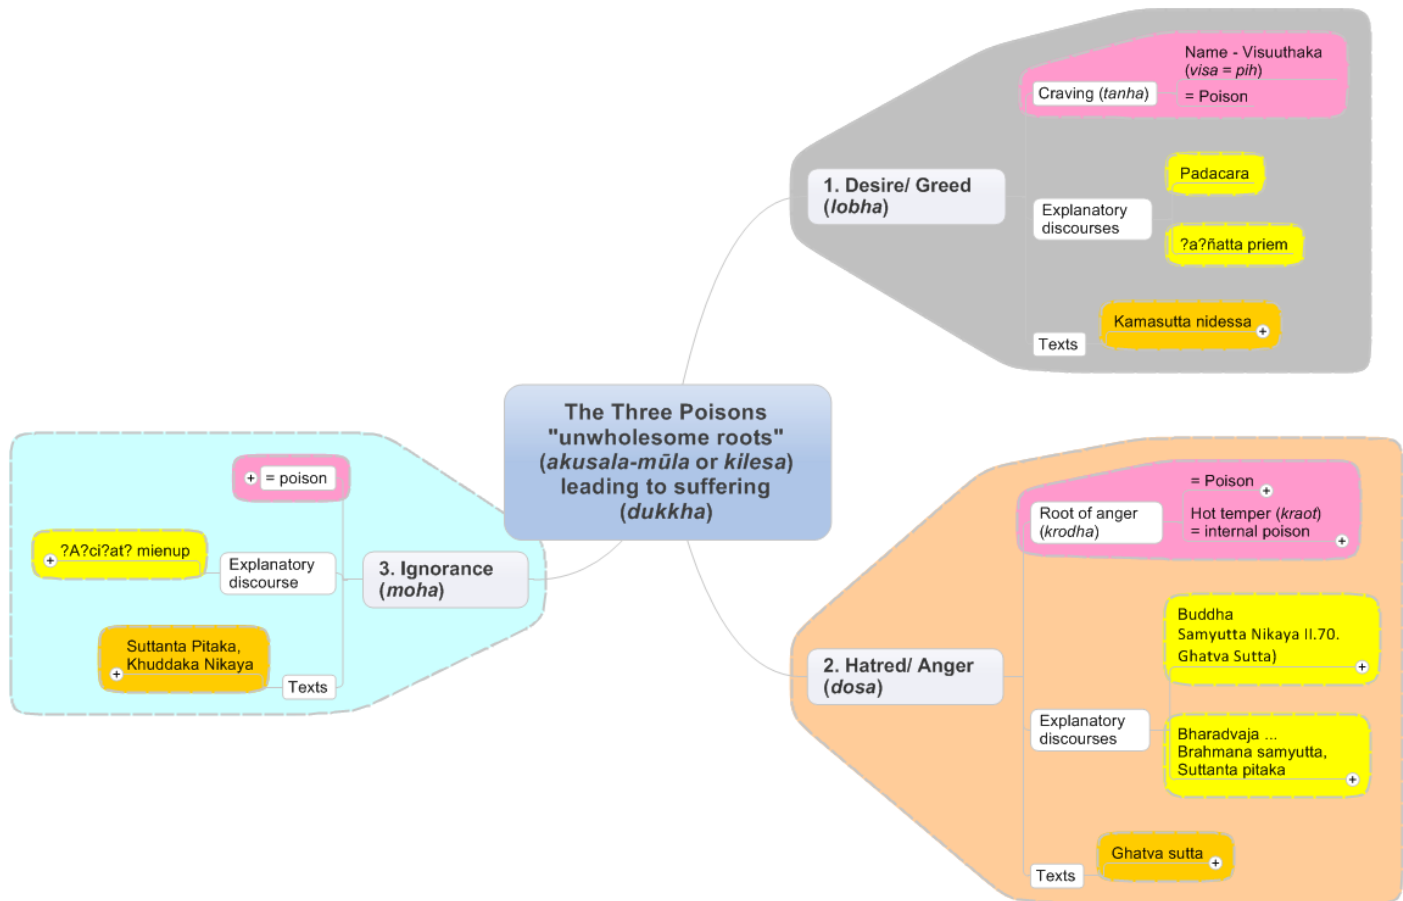 The Three Poisons
"unwholesome roots"
(akusala-mūla or kilesa)
leading to suffering
(dukkha)
1. Desire/ Greed
(lobha)
Craving (tanha)
Name - Visuuthaka
(visa = pih)
= Poison
Explanatory
discourses
Padacara
?a?ñatta priem
Texts
Kamasutta nidessa
2. Hatred/ Anger
(dosa)
Root of anger
(krodha)
= Poison
Hot temper (kraot)
= internal poison
Explanatory
discourses
Buddha
Samyutta Nikaya II.70.
Ghatva Sutta)
Bharadvaja ...
Brahmana samyutta,
Suttanta pitaka
Texts
Ghatva sutta
3. Ignorance
(moha)
= poison
Explanatory
discourse
?A?ci?at? mienup
Texts
Suttanta Pitaka,
Khuddaka Nikaya